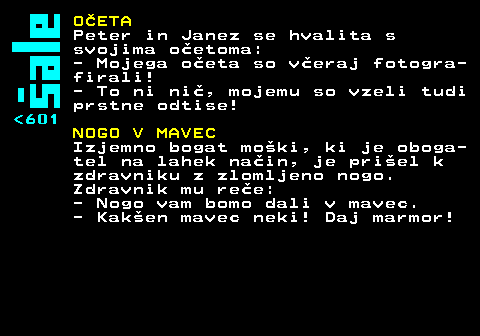 šale
<601
OČETA
Peter in Janez se hvalita s
svojima očetoma:
- Mojega očeta so včeraj fotogra-
firali!
- To ni nič, mojemu so vzeli tudi
prstne odtise!
NOGO V MAVEC
Izjemno bogat moški, ki je oboga-
tel na lahek način, je prišel k
zdravniku z zlomljeno nogo.
Zdravnik mu reče:
- Nogo vam bomo dali v mavec.
- Kakšen mavec neki! Daj marmor!